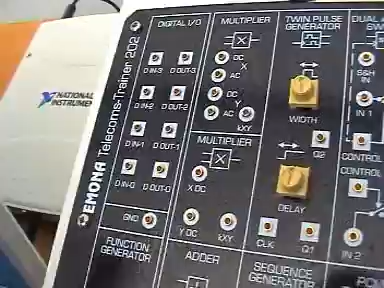 NATIONAL
INSTRUMEN
EMONA Telecoms-Trainer 202
DIGITAL I/O
D IN-3
D OUT-3
D IN-2
D OUT-2
D IN-1
D OUT-1
D IN-0
D OUT-0
GND
FUNCTION
GENERATOR
MULTIPLIER
X
DC
X
AC
DC
Y
AC
kXY
MULTIPLIER
X
X DC
Y DC
kXY
ADDER
TWIN PULSE
GENERATOR
WIDTH
Q2
DELAY
CLK
Q1
SEQUENCE
GENERATOR
DUAL
SW
S&H
IN
IN 1
CONTROL
CONTROL
IN 2